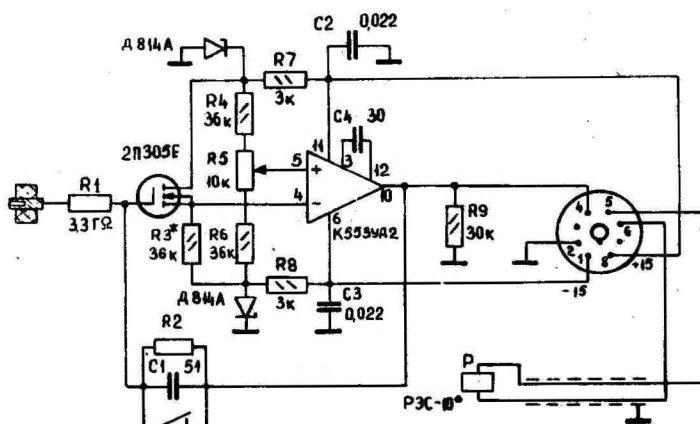 Д814А
C2
0,022
R7
3к
R4
36к
C4
30
2П305Е
R5
10к
11
3
12
5
+
4
−
10
6
К553УД2
R1
3,3 ГΩ
R3*
36к
R6
36к
R8
3к
R9
30к
4
5
6
2
1
8
+15
-15
Д814А
C3
0,022
R2
C1
51
Р
РЭС-10*